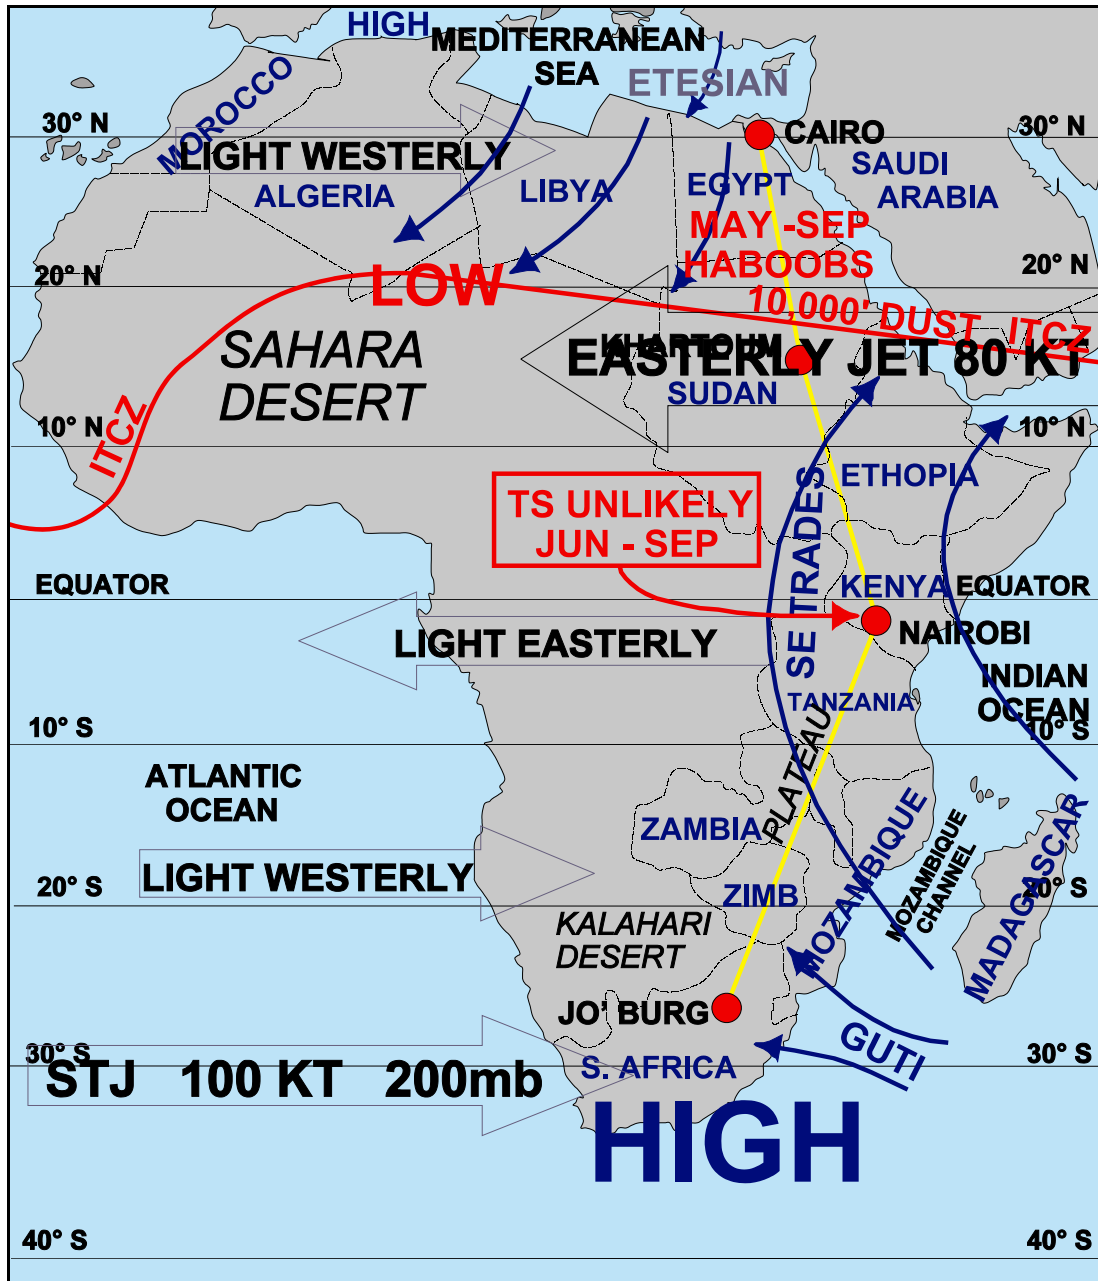 HIGH
MEDITERRANEAN
SEA
ETESIAN
MOROCCO
30° N
30° N
CAIRO
LIGHT WESTERLY
ALGERIA
LIBYA
EGYPT
SAUDI
ARABIA
MAY -SEP
HABOOBS
20° N
20° N
LOW
10,000' DUST
ITCZ
SAHARA
DESERT
KHARTOUM
EASTERLY JET 80 KT
SUDAN
10° N
10° N
ITCZ
ETHOPIA
TS UNLIKELY
JUN - SEP
SE TRADES
EQUATOR
KENYA
EQUATOR
NAIROBI
LIGHT EASTERLY
INDIAN
OCEAN
TANZANIA
10° S
10° S
PLATEAU
ATLANTIC
OCEAN
ZAMBIA
MOZAMBIQUE
MOZAMBIQUE
CHANNEL
MADAGASCAR
LIGHT WESTERLY
20° S
20° S
ZIMB
KALAHARI
DESERT
JO' BURG
GUTI
30° S
30° S
STJ 100 KT 200mb
S. AFRICA
HIGH
40° S
40° S